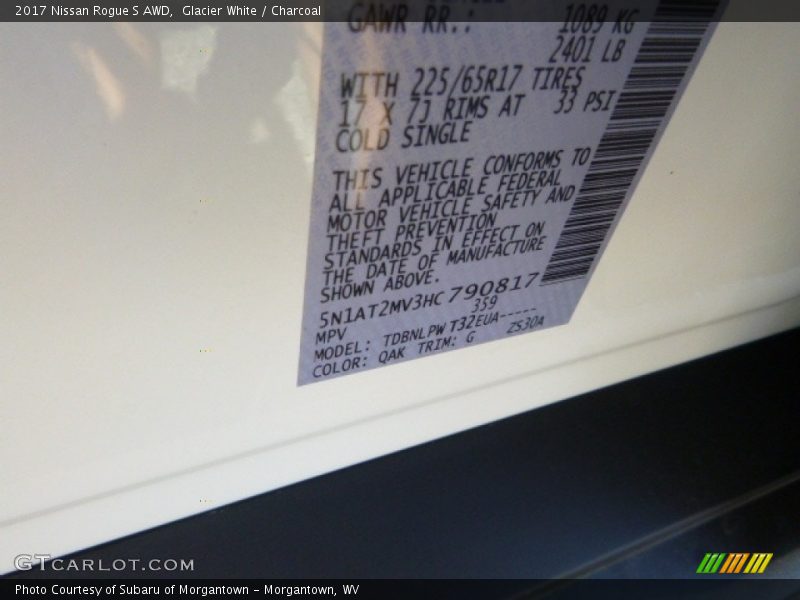 2017 Nissan Rogue S AWD,  Glacier White / Charcoal
GAWR RR.: 1089 KG
2401 LB
WITH 225/65R17 TIRES
17 X 7J RIMS AT 33 PSI
COLD SINGLE
THIS VEHICLE CONFORMS TO
ALL APPLICABLE FEDERAL
MOTOR VEHICLE SAFETY AND
THEFT PREVENTION
STANDARDS IN EFFECT ON
THE DATE OF MANUFACTURE
SHOWN ABOVE.
5N1AT2MV3HC790817
MPV 359
MODEL: TDBNLPW T32EUA-----
COLOR: QAK TRIM: G ZS30A
GTCARLOT.COM
Photo Courtesy of Subaru of Morgantown - Morgantown, WV